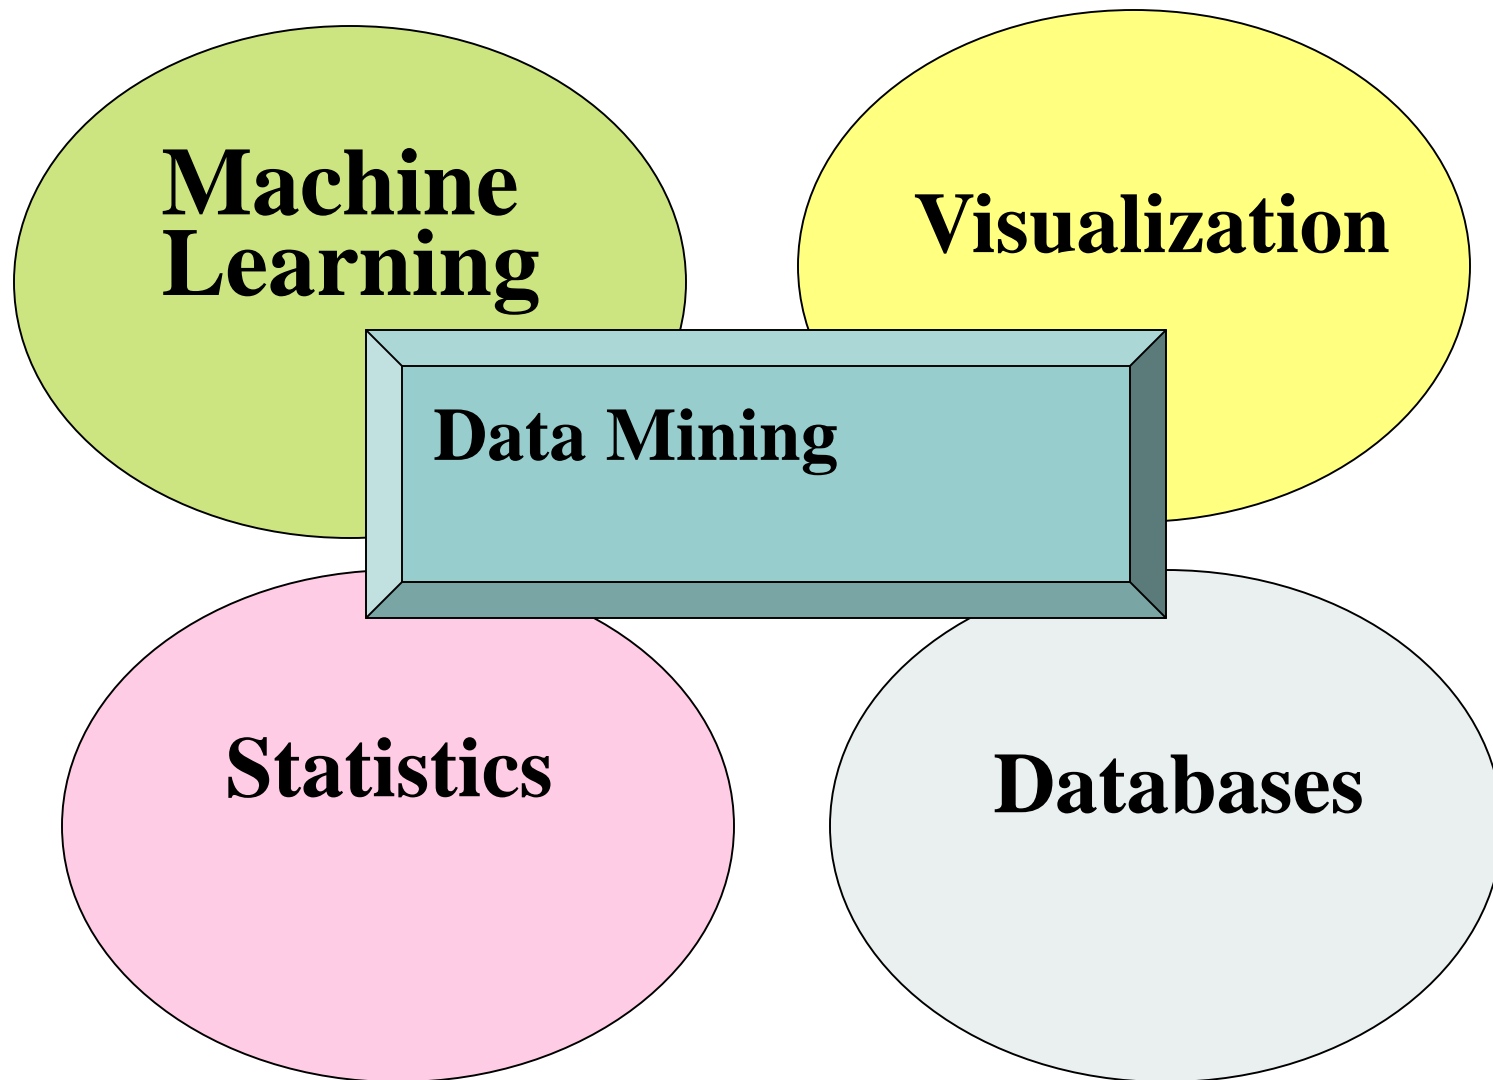 Machine
Learning
Visualization
Data Mining
Statistics
Databases